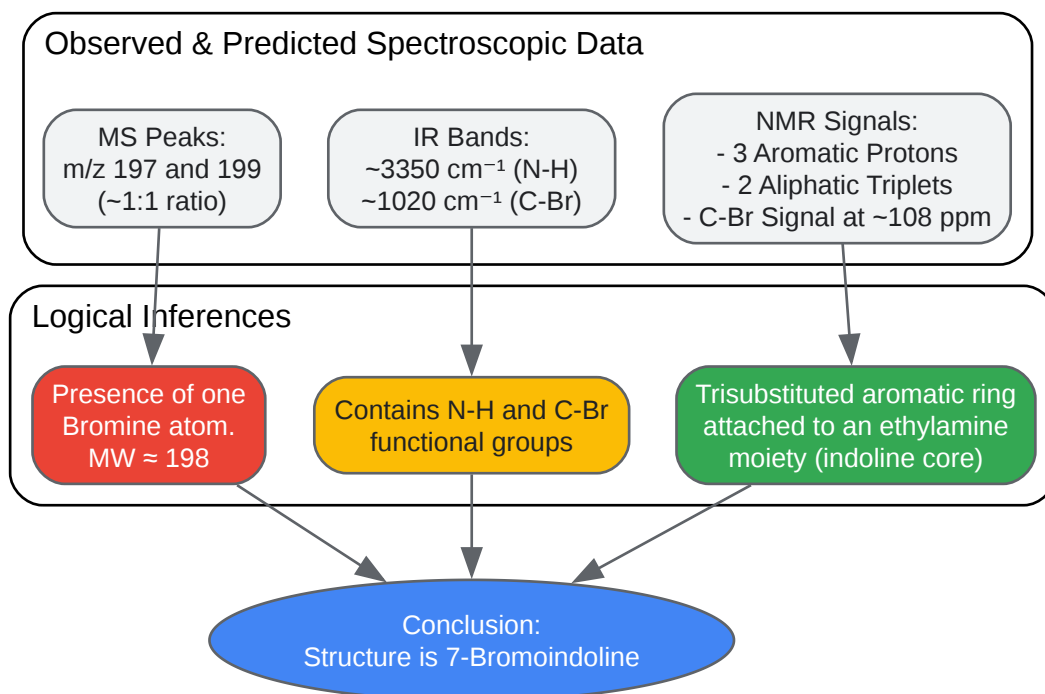 Observed & Predicted Spectroscopic Data
MS Peaks:
m/z 197 and 199
(~1:1 ratio)
IR Bands:
~3350 cm⁻¹ (N-H)
~1020 cm⁻¹ (C-Br)
NMR Signals:
- 3 Aromatic Protons
- 2 Aliphatic Triplets
- C-Br Signal at ~108 ppm
Logical Inferences
Presence of one
Bromine atom.
MW ≈ 198
Contains N-H and C-Br
functional groups
Trisubstituted aromatic ring
attached to an ethylamine
moiety (indoline core)
Conclusion:
Structure is 7-Bromoindoline